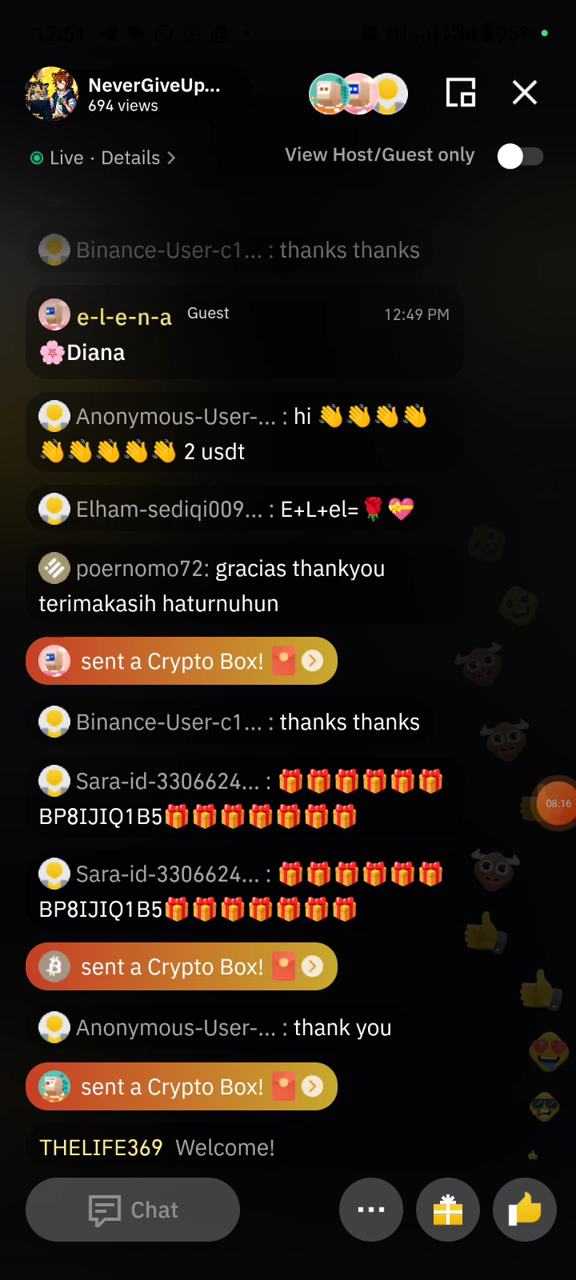 12:51
95%
NeverGiveUp...
694 views
Live · Details >
View Host/Guest only
Binance-User-c1... : thanks thanks
e-l-e-n-a Guest 12:49 PM
🌸Diana
Anonymous-User-... : hi 👋👋👋👋
👋👋👋👋👋 2 usdt
Elham-sediqi009... : E+L+el=🌹💝
poernomo72: gracias thankyou
terimakasih haturnuhun
sent a Crypto Box!
Binance-User-c1... : thanks thanks
Sara-id-3306624... : 🎁🎁🎁🎁🎁🎁
BP8IJIQ1B5🎁🎁🎁🎁🎁🎁🎁
08:16
Sara-id-3306624... : 🎁🎁🎁🎁🎁🎁
BP8IJIQ1B5🎁🎁🎁🎁🎁🎁🎁
sent a Crypto Box!
Anonymous-User-... : thank you
sent a Crypto Box!
THELIFE369 Welcome!
Chat